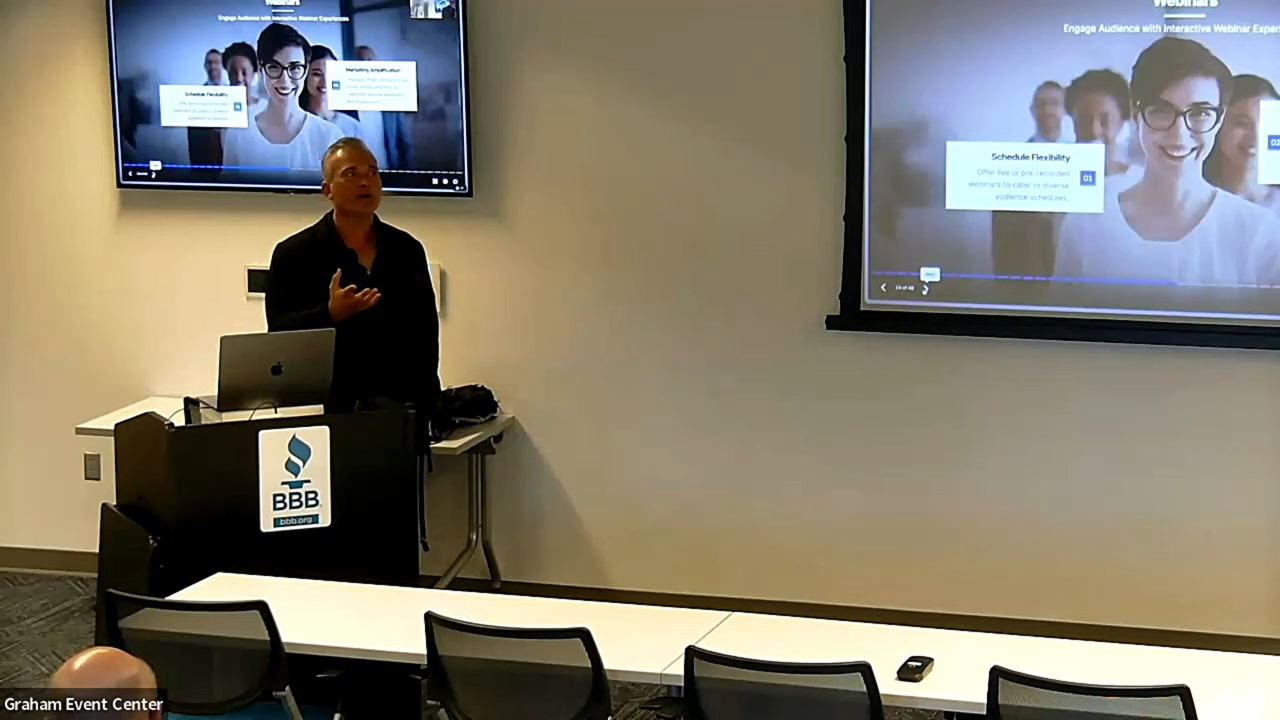 Webinars
Engage Audience with Interactive Webinar Experiences
Marketing Amplification
Schedule Flexibility
Webinars
Engage Audience with Interactive Webinar Exper
Schedule Flexibility
Offer live or pre-recorded
webinars to cater to diverse
audience schedules.
01
02
BBB
bbb.org
Graham Event Center